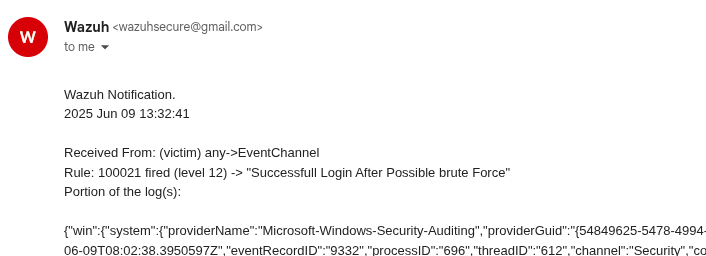 W
Wazuh <wazuhsecure@gmail.com>
to me
Wazuh Notification.
2025 Jun 09 13:32:41
Received From: (victim) any->EventChannel
Rule: 100021 fired (level 12) -> "Successfull Login After Possible brute Force"
Portion of the log(s):
{"win":{"system":{"providerName":"Microsoft-Windows-Security-Auditing","providerGuid":"{54849625-5478-4994-
06-09T08:02:38.3950597Z","eventRecordID":"9332","processID":"696","threadID":"612","channel":"Security","co